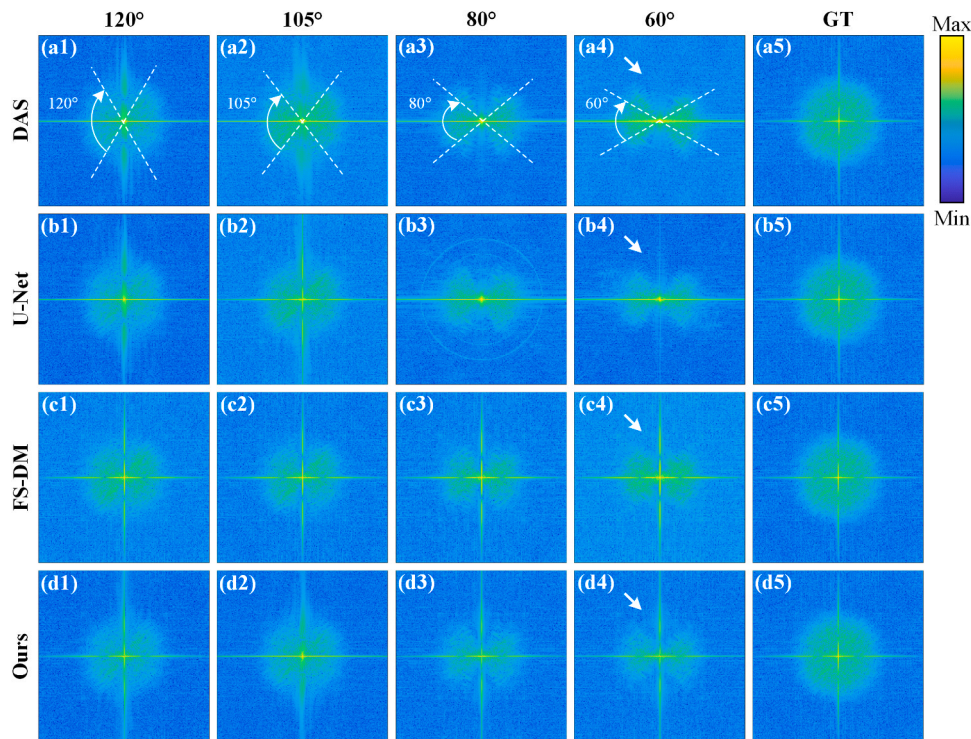 120° 105° 80° 60° GT
DAS (a1) 120° (a2) 105° (a3) 80° (a4) 60° (a5) Max
Min
U-Net (b1) (b2) (b3) (b4) (b5)
FS-DM (c1) (c2) (c3) (c4) (c5)
Ours (d1) (d2) (d3) (d4) (d5)